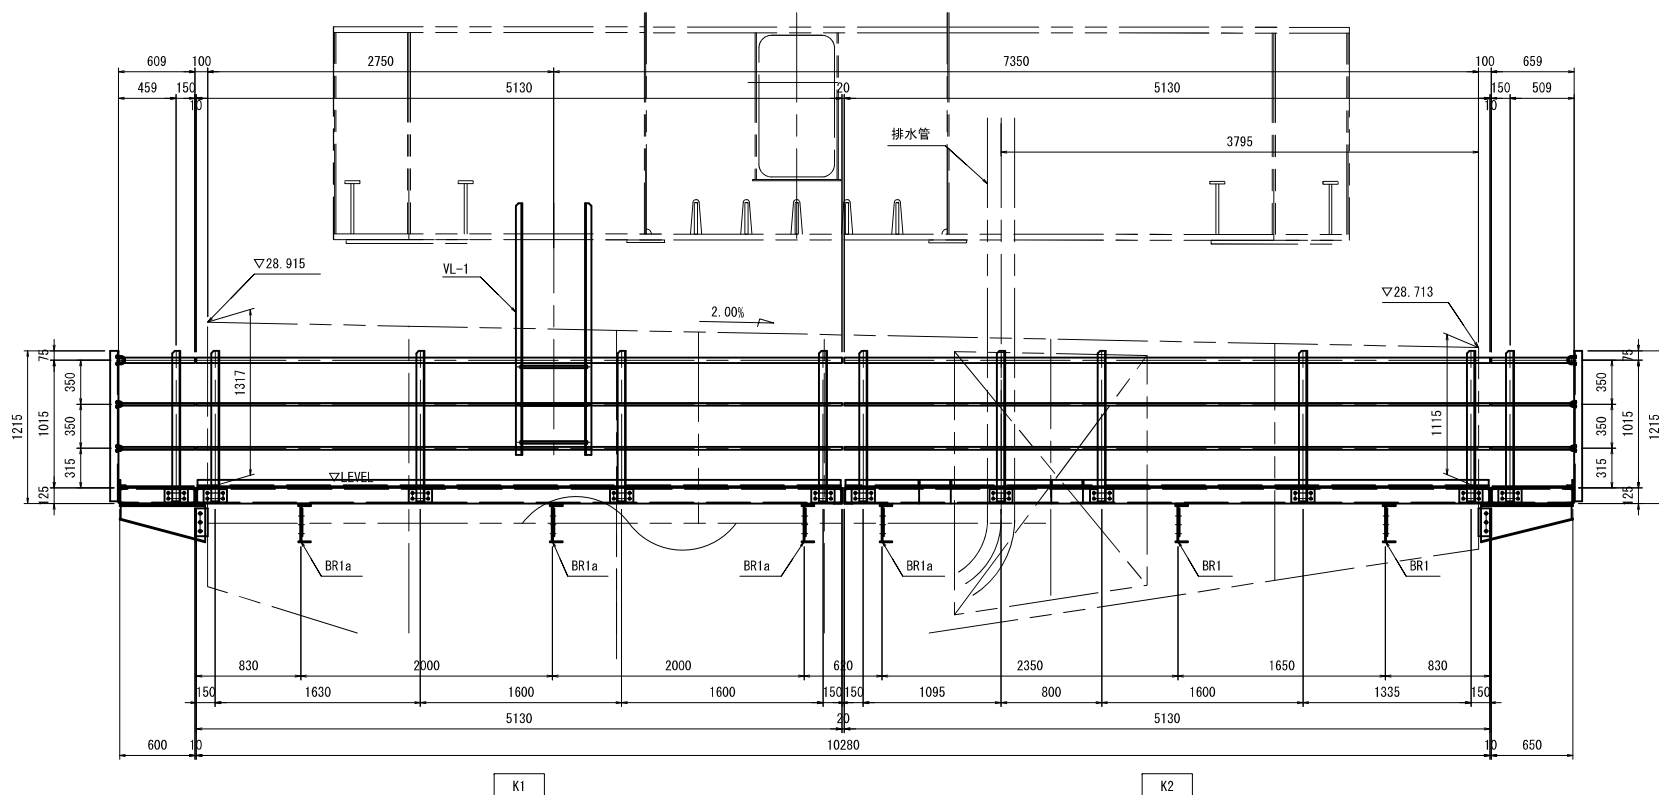 609 100 2750 7350 100 659
459 150 5130 20 5130 150 509
10 10
排水管
3795
▽28.915
VL-1
▽28.713
2.00%
75 75
350 1317 350
1215 1015 350 1115 350 1015 1215
315 ▽LEVEL 315
125 125
BR1a BR1a BR1a BR1a BR1 BR1
830 2000 2000 620 2350 1650 830
150 1630 1600 1600 150 150 1095 800 1600 1335 150
5130 20 5130
600 10 10280 10 650
K1 K2